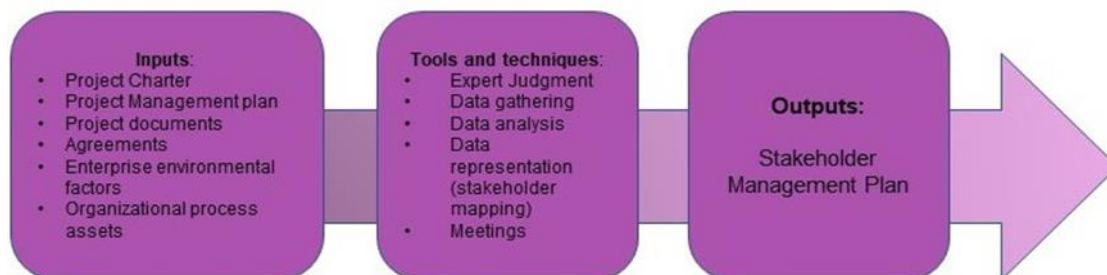 Inputs:
• Project Charter
• Project Management plan
• Project documents
• Agreements
• Enterprise environmental
factors
• Organizational process
assets
Tools and techniques:
• Expert Judgment
• Data gathering
• Data analysis
• Data
representation
(stakeholder
mapping)
• Meetings
Outputs:
Stakeholder
Management Plan